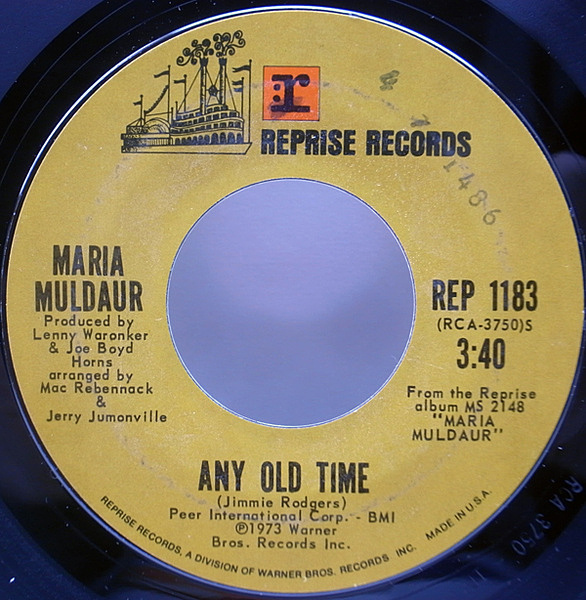 r
REPRISE RECORDS
1486
MARIA
MULDAUR
Produced by
Lenny Waronker
& Joe Boyd
Horns
arranged by
Mac Rebennack
&
Jerry Jumonville
REP 1183
(RCA-3750)S
3:40
From the Reprise
album MS 2148
"MARIA
MULDAUR"
ANY OLD TIME
(Jimmie Rodgers)
Peer International Corp. - BMI
℗1973 Warner
Bros. Records Inc.
REPRISE RECORDS, A DIVISION OF WARNER BROS. RECORDS INC. MADE IN U.S.A.
RCA 3750